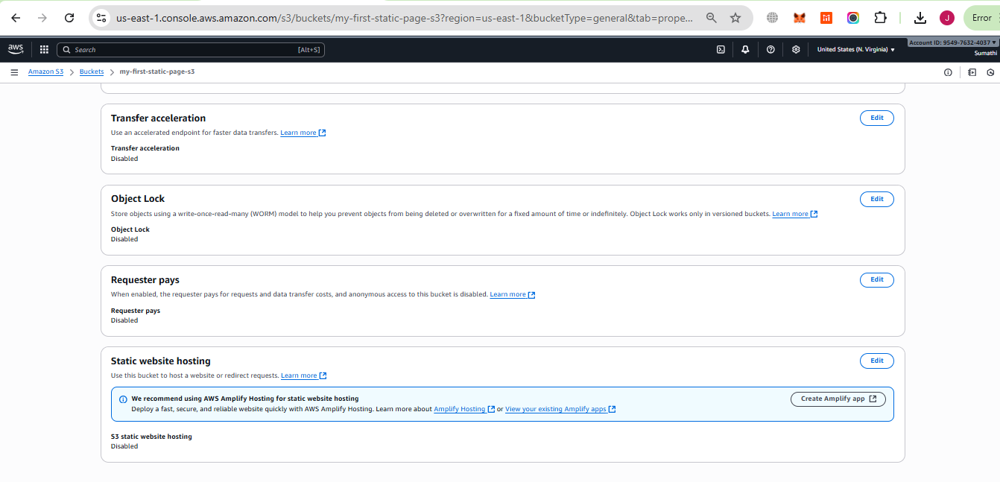 us-east-1.console.aws.amazon.com/s3/buckets/my-first-static-page-s3?region=us-east-1&bucketType=general&tab=prope...
J
Error
aws
Search
[Alt+S]
United States (N. Virginia)
Account ID: 9549-7632-4037
Sumathi
Amazon S3
Buckets
my-first-static-page-s3
Transfer acceleration
Edit
Use an accelerated endpoint for faster data transfers. Learn more
Transfer acceleration
Disabled
Object Lock
Edit
Store objects using a write-once-read-many (WORM) model to help you prevent objects from being deleted or overwritten for a fixed amount of time or indefinitely. Object Lock works only in versioned buckets. Learn more
Object Lock
Disabled
Requester pays
Edit
When enabled, the requester pays for requests and data transfer costs, and anonymous access to this bucket is disabled. Learn more
Requester pays
Disabled
Static website hosting
Edit
Use this bucket to host a website or redirect requests. Learn more
We recommend using AWS Amplify Hosting for static website hosting
Create Amplify app
Deploy a fast, secure, and reliable website quickly with AWS Amplify Hosting. Learn more about Amplify Hosting or View your existing Amplify apps
S3 static website hosting
Disabled